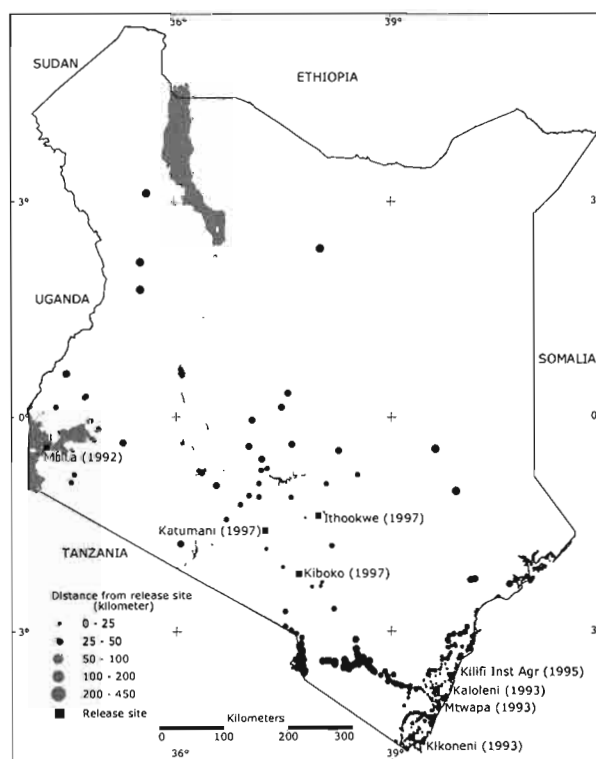 36°
39°
SUDAN
ETHIOPIA
3°
3
UGANDA
SOMALIA
0°
0
Mbita (1992)
Ithookwe (1997)
Katumani (1997)
TANZANIA
Kiboko (1997)
Distance from release site
(kilometer)
0 - 25
25 - 50
50 - 100
100 - 200
200 - 450
Release site
3°
3
Kilifi Inst Agr (1995)
Kaloleni (1993)
Mtwapa (1993)
Kikoneni (1993)
Kilometers
0 100 200 300
36°
39°